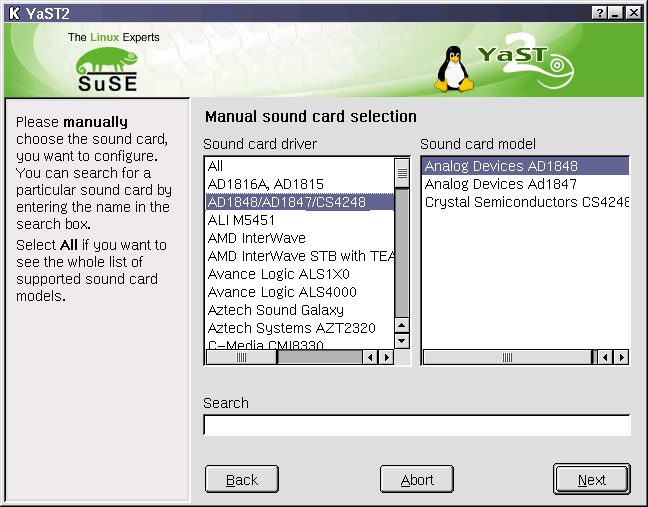 YaST2
The Linux Experts
SuSE
YaST
2
Please manually
choose the sound card,
you want to configure.
You can search for a
particular sound card by
entering the name in the
search box.
Select All if you want to
see the whole list of
supported sound card
models.
Manual sound card selection
Sound card driver
All
AD1816A, AD1815
AD1848/AD1847/CS4248
ALI M5451
AMD InterWave
AMD InterWave STB with TEA
Avance Logic ALS1X0
Avance Logic ALS4000
Aztech Sound Galaxy
Aztech Systems AZT2320
C-Media CMI8330
Sound card model
Analog Devices AD1848
Analog Devices Ad1847
Crystal Semiconductors CS4248
Search
Back
Abort
Next